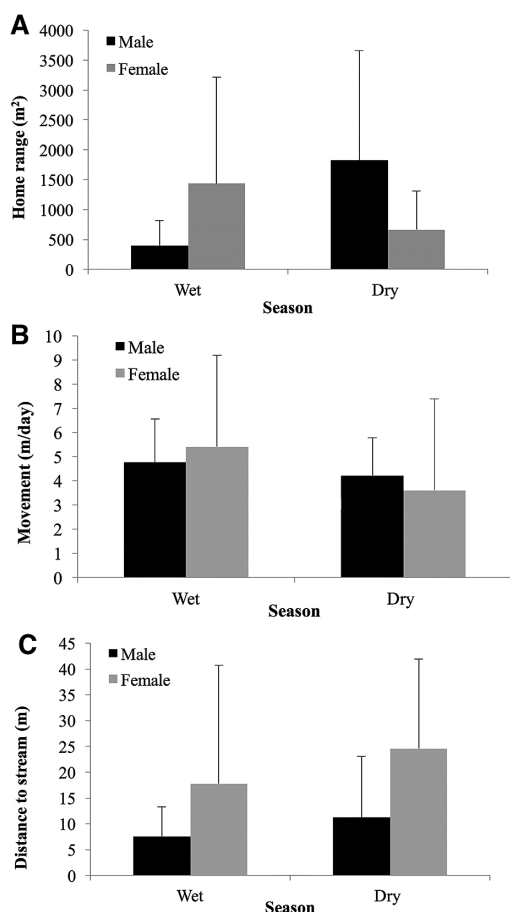 A
Home range (m²)
4000
3500
3000
2500
2000
1500
1000
500
0
Male
Female
Wet
Dry
Season
B
Movement (m/day)
10
9
8
7
6
5
4
3
2
1
0
Male
Female
Wet
Dry
Season
C
Distance to stream (m)
45
40
35
30
25
20
15
10
5
0
Male
Female
Wet
Dry
Season